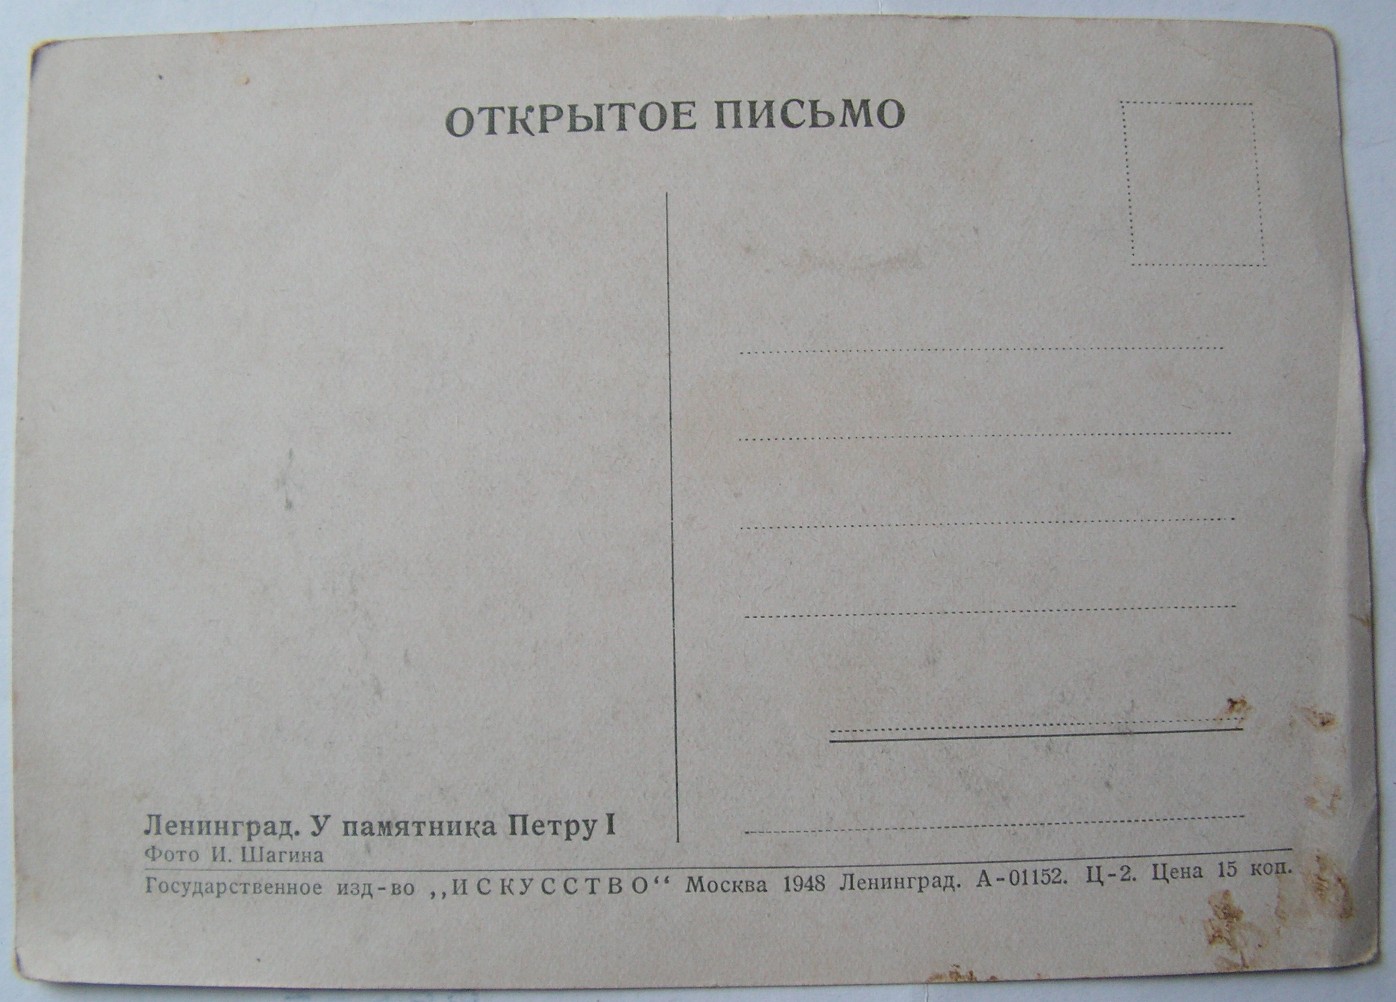 ОТКРЫТОЕ ПИСЬМО
Ленинград. У памятника Петру I
Фото И. Шагина
Государственное изд-во ,,ИСКУССТВО“ Москва 1948 Ленинград. А-01152. Ц-2. Цена 15 коп.